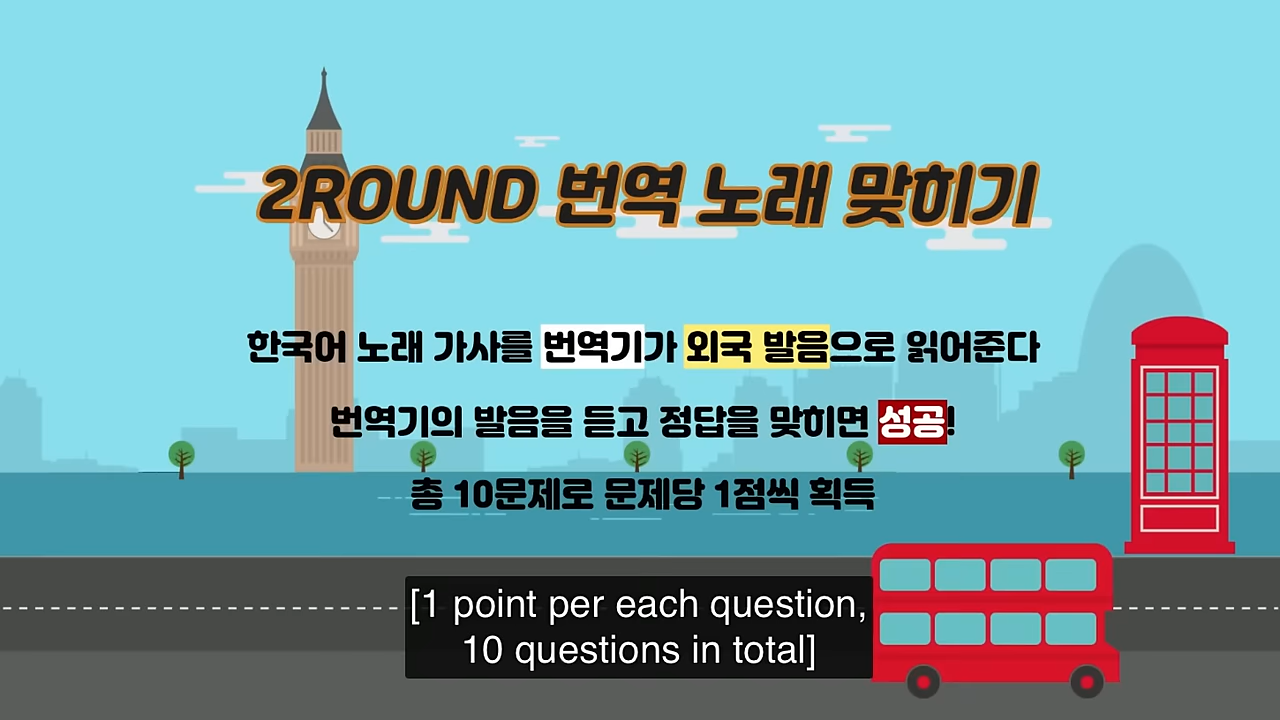 2ROUND 번역 노래 맞히기
한국어 노래 가사를 번역기가 외국 발음으로 읽어준다
번역기의 발음을 듣고 정답을 맞히면 성공!
총 10문제로 문제당 1점씩 획득
[1 point per each question,
10 questions in total]